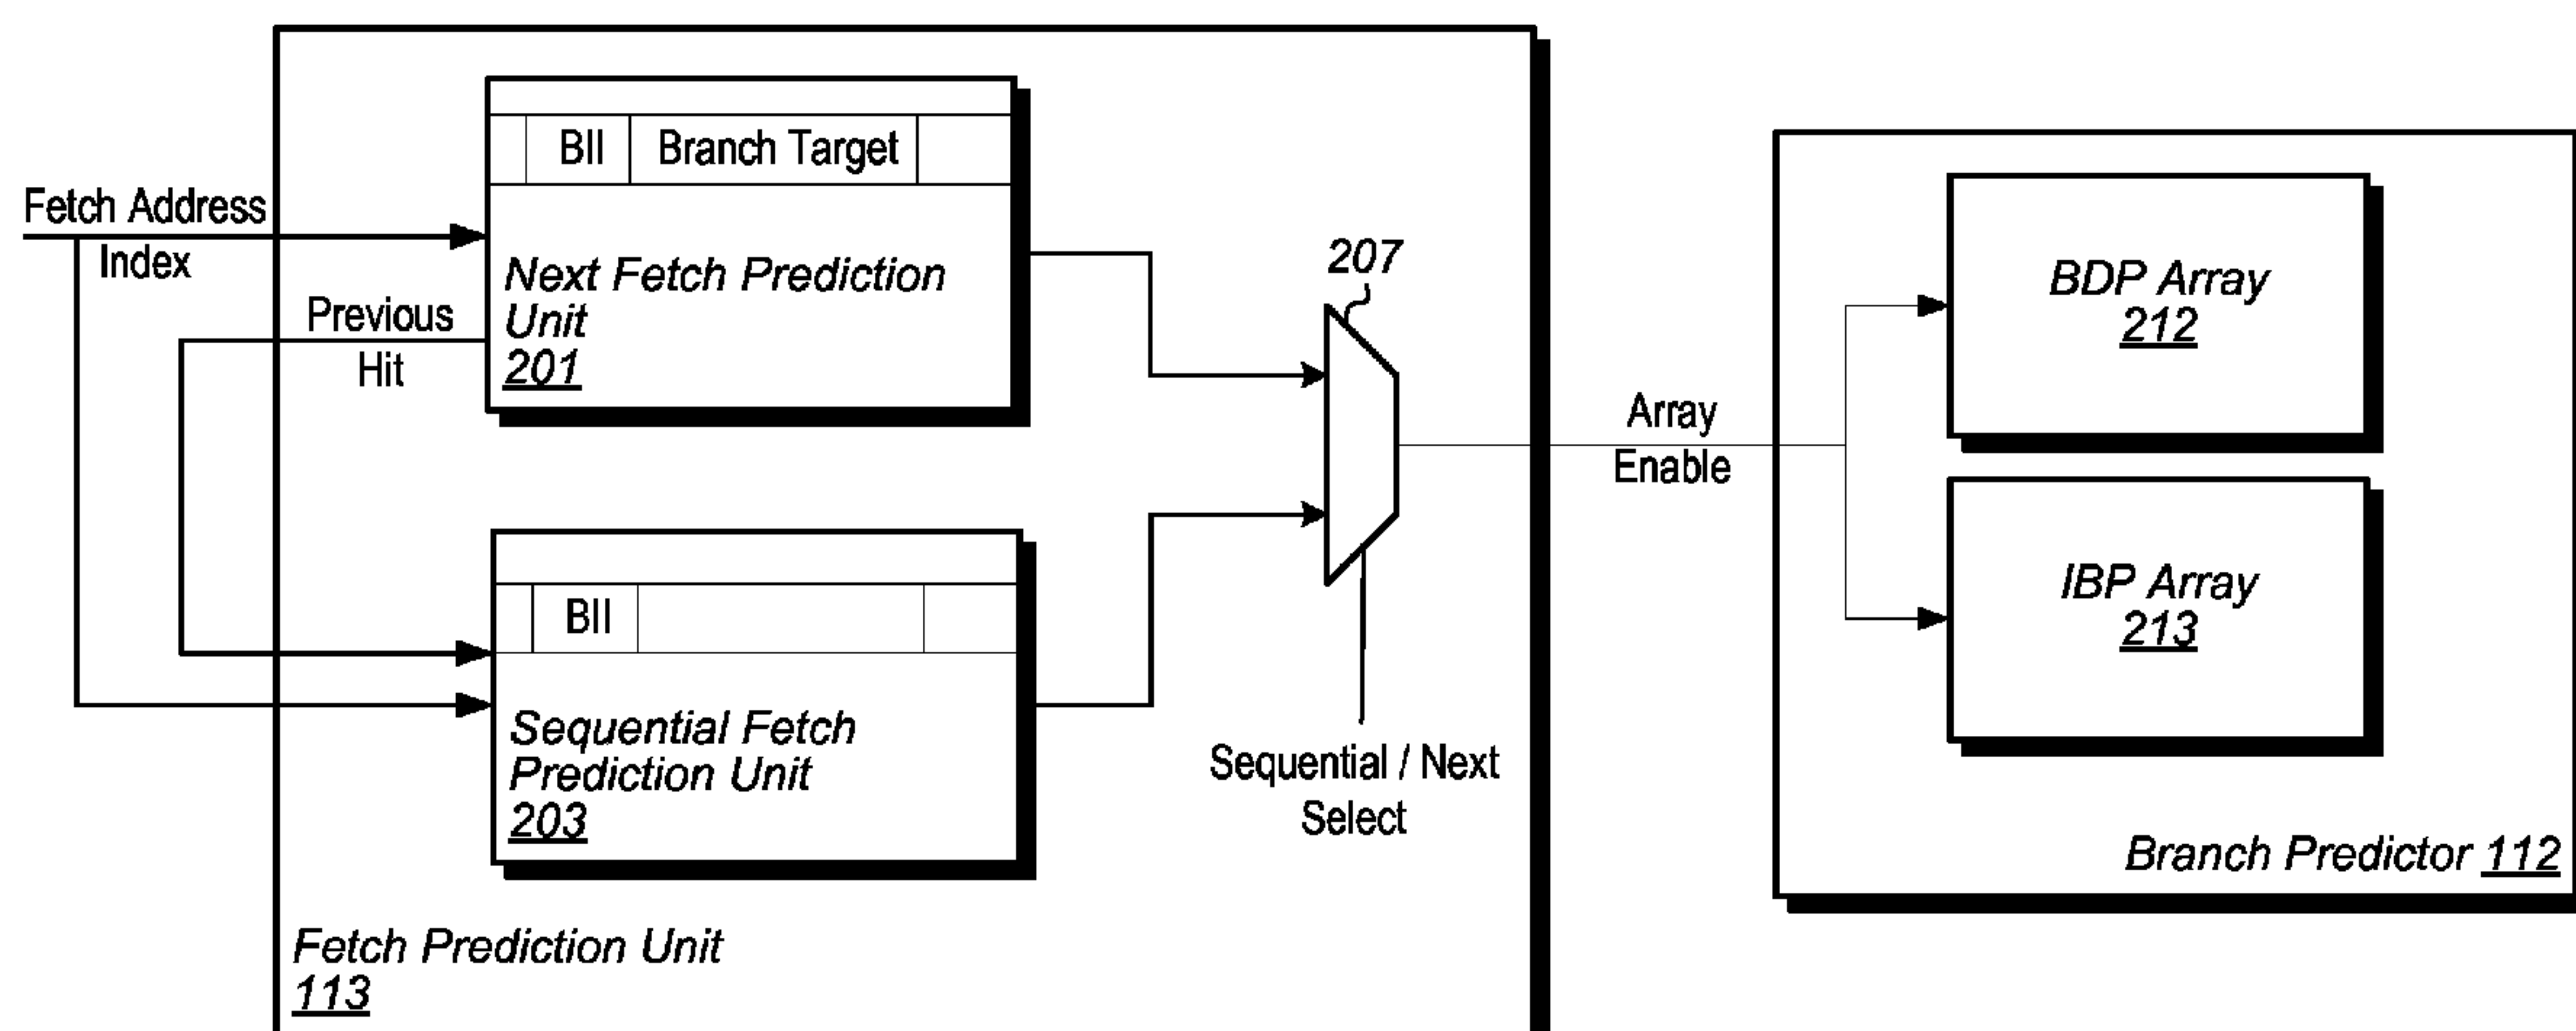 BII Branch Target
Fetch Address
Index
Next Fetch Prediction
Unit
201
Previous
Hit
207
BII
Sequential Fetch
Prediction Unit
203
Sequential / Next
Select
Fetch Prediction Unit
113
Array
Enable
BDP Array
212
IBP Array
213
Branch Predictor 112